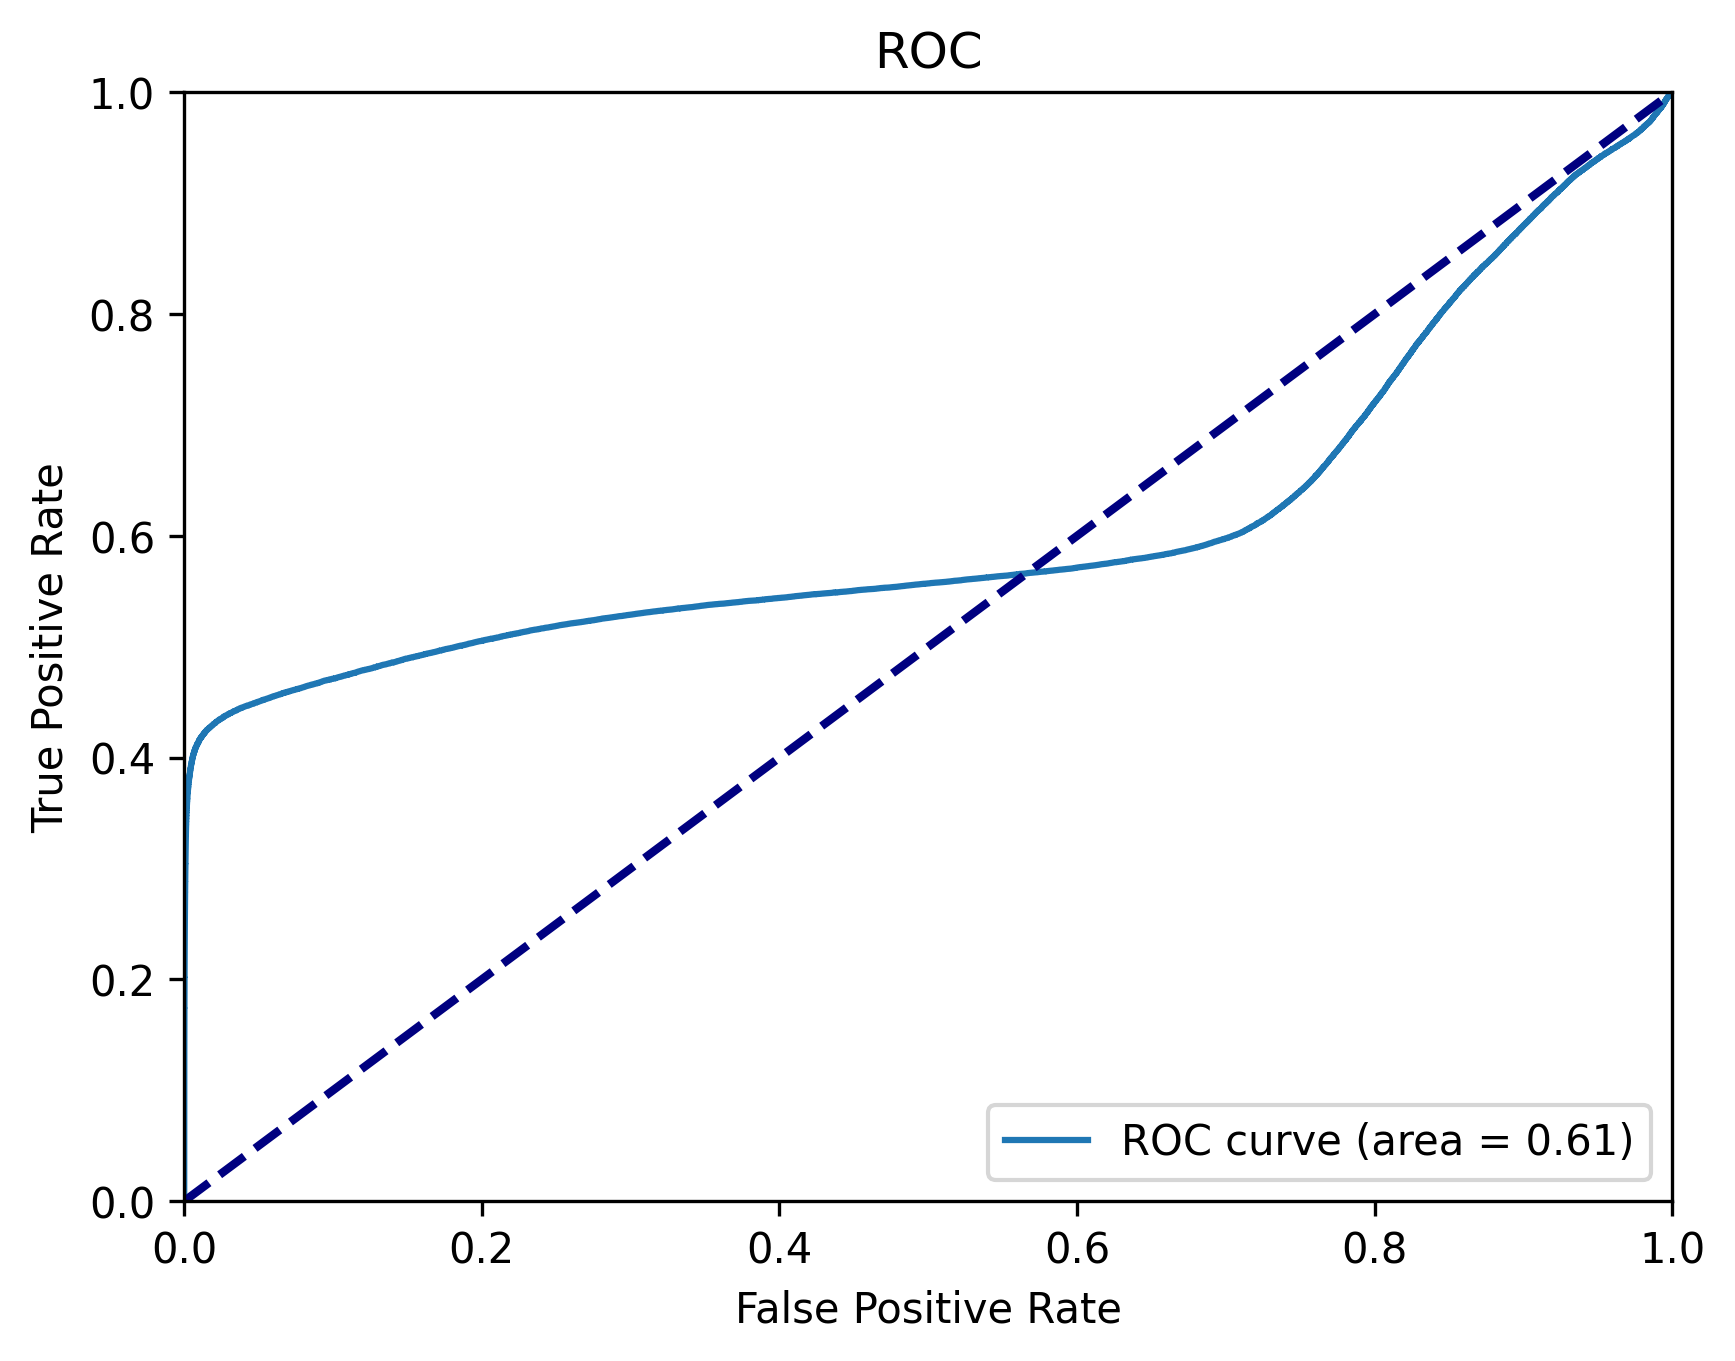 ROC
1.0
0.8
0.6
0.4
0.2
0.0
True Positive Rate
ROC curve (area = 0.61)
0.0 0.2 0.4 0.6 0.8 1.0
False Positive Rate